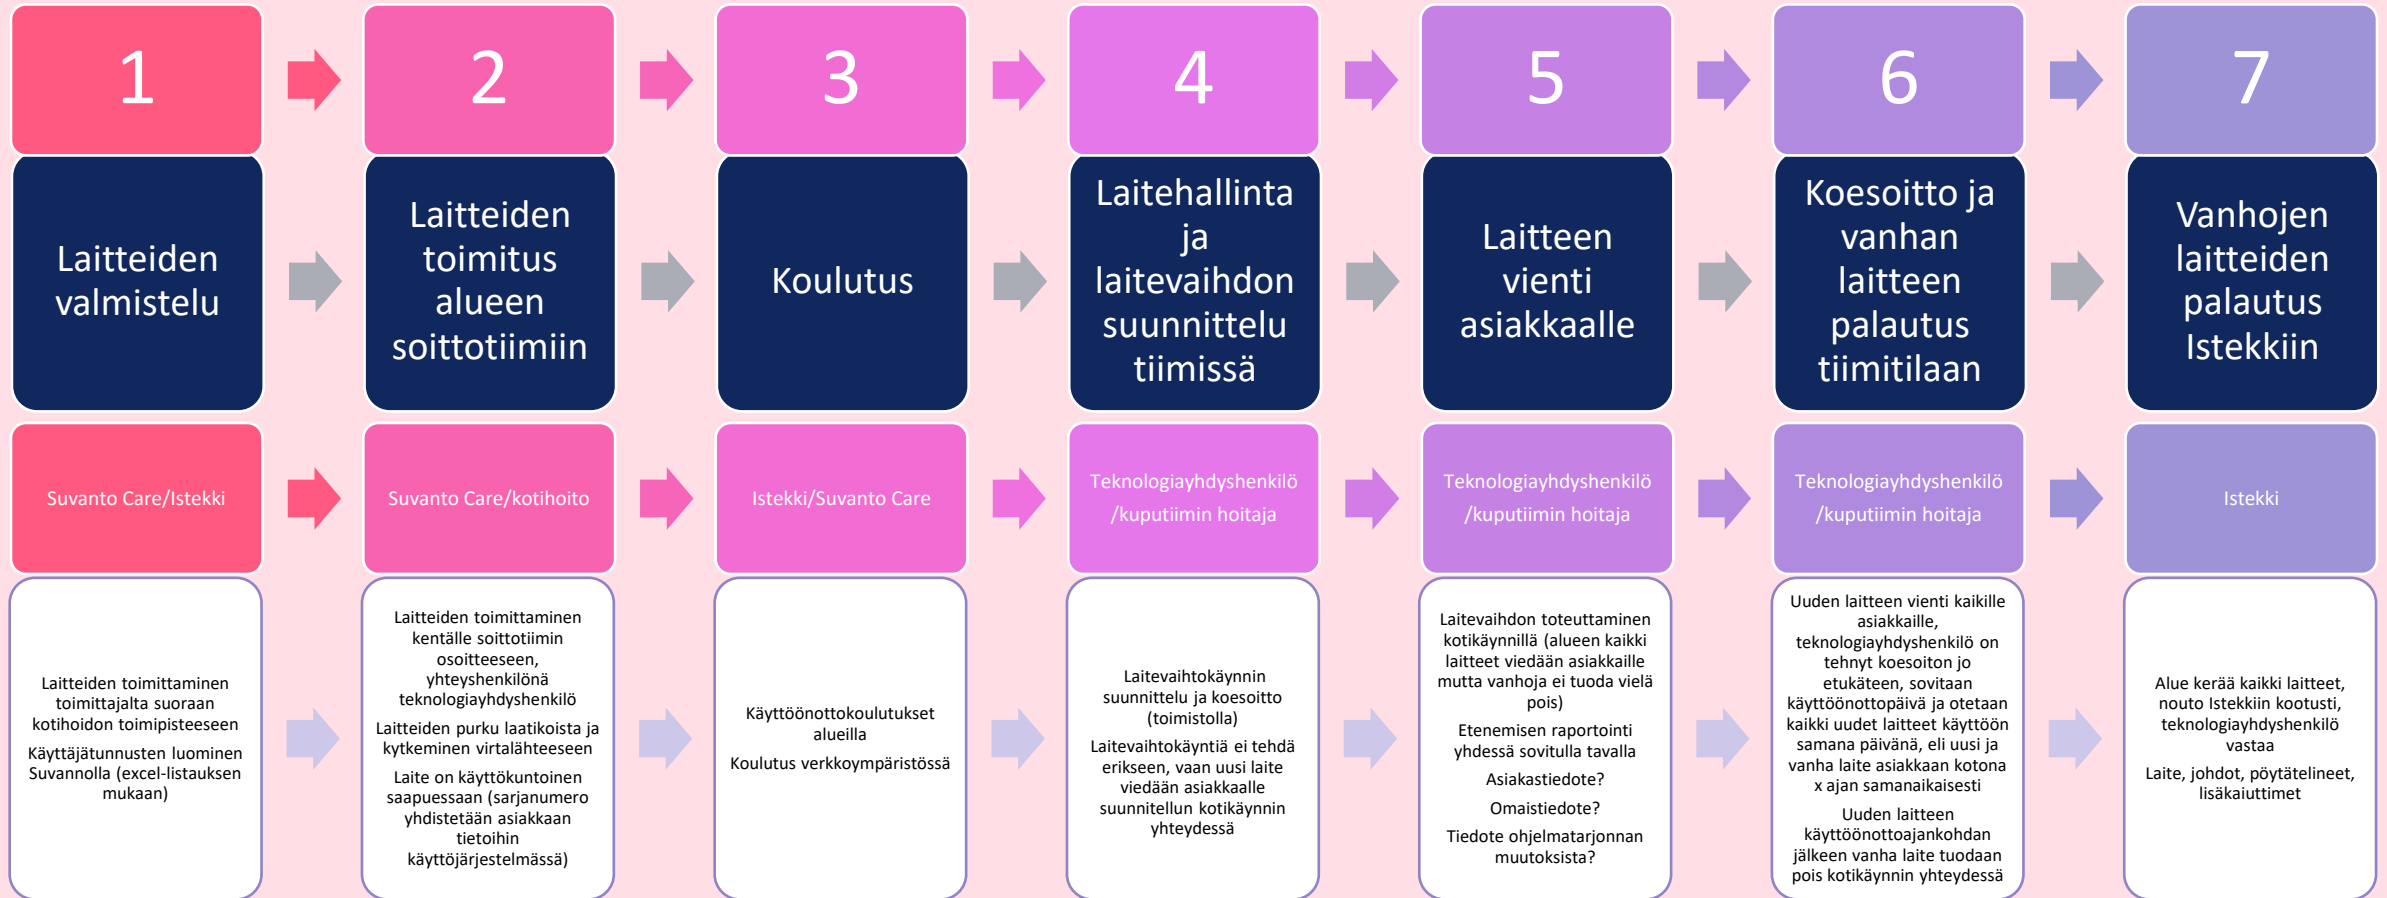 1
2
3
4
5
6
7
Laitteiden
valmistelu
Laitteiden
toimitus
alueen
soittotiimiin
Koulutus
Laitehallinta
ja
laitevaihdon
suunnittelu
tiimissä
Laitteen
vienti
asiakkaalle
Koesoitto ja
vanhan
laitteen
palautus
tiimitilaan
Vanhojen
laitteiden
palautus
Istekkiin
Suvanto Care/Istekki
Suvanto Care/kotihoito
Istekki/Suvanto Care
Teknologiayhdyshenkilö
/kuputiimin hoitaja
Teknologiayhdyshenkilö
/kuputiimin hoitaja
Teknologiayhdyshenkilö
/kuputiimin hoitaja
Istekki
Laitteiden toimittaminen
toimittajalta suoraan
kotihoidon toimipisteeseen
Käyttäjätunnusten luominen
Suvannolla (excel-listauksen
mukaan)
Laitteiden toimittaminen
kentälle soittotiimin
osoitteeseen,
yhteyshenkilönä
teknologiayhdyshenkilö
Laitteiden purku laatikoista ja
kytkeminen virtalähteeseen
Laite on käyttökuntoinen
saapuessaan (sarjanumero
yhdistetään asiakkaan
tietoihin
käyttöjärjestelmässä)
Käyttöönottokoulutukset
alueilla
Koulutus verkkoympäristössä
Laitevaihtokäynnin
suunnittelu ja koesoitto
(toimistolla)
Laitevaihtokäyntiä ei tehdä
erikseen, vaan uusi laite
viedään asiakkaalle
suunnitellun kotikäynnin
yhteydessä
Laitevaihdon toteuttaminen
kotikäynnillä (alueen kaikki
laitteet viedään asiakkaille
mutta vanhoja ei tuoda vielä
pois)
Etenemisen raportointi
yhdessä sovitulla tavalla
Asiakastiedote?
Omaistiedote?
Tiedote ohjelmatarjonnan
muutoksista?
Uuden laitteen vienti kaikille
asiakkaille,
teknologiayhdyshenkilö on
tehnyt koesoiton jo
etukäteen, sovitaan
käyttöönottopäivä ja otetaan
kaikki uudet laitteet käyttöön
samana päivänä, eli uusi ja
vanha laite asiakkaan kotona
x ajan samanaikaisesti
Uuden laitteen
käyttöönottoajankohdan
jälkeen vanha laite tuodaan
pois kotikäynnin yhteydessä
Alue kerää kaikki laitteet,
nouto Istekkiin kootusti,
teknologiayhdyshenkilö
vastaa
Laite, johdot, pöytätelineet,
lisäkaiuttimet